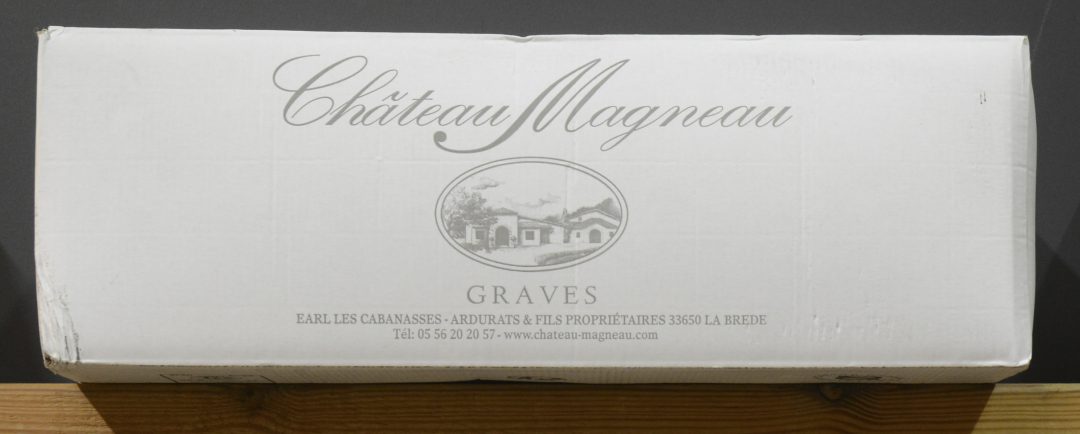 Château Magneau
GRAVES
EARL LES CABANASSES - ARDURATS & FILS PROPRIÉTAIRES 33650 LA BREDE
Tél: 05 56 20 20 57 - www.chateau-magneau.com